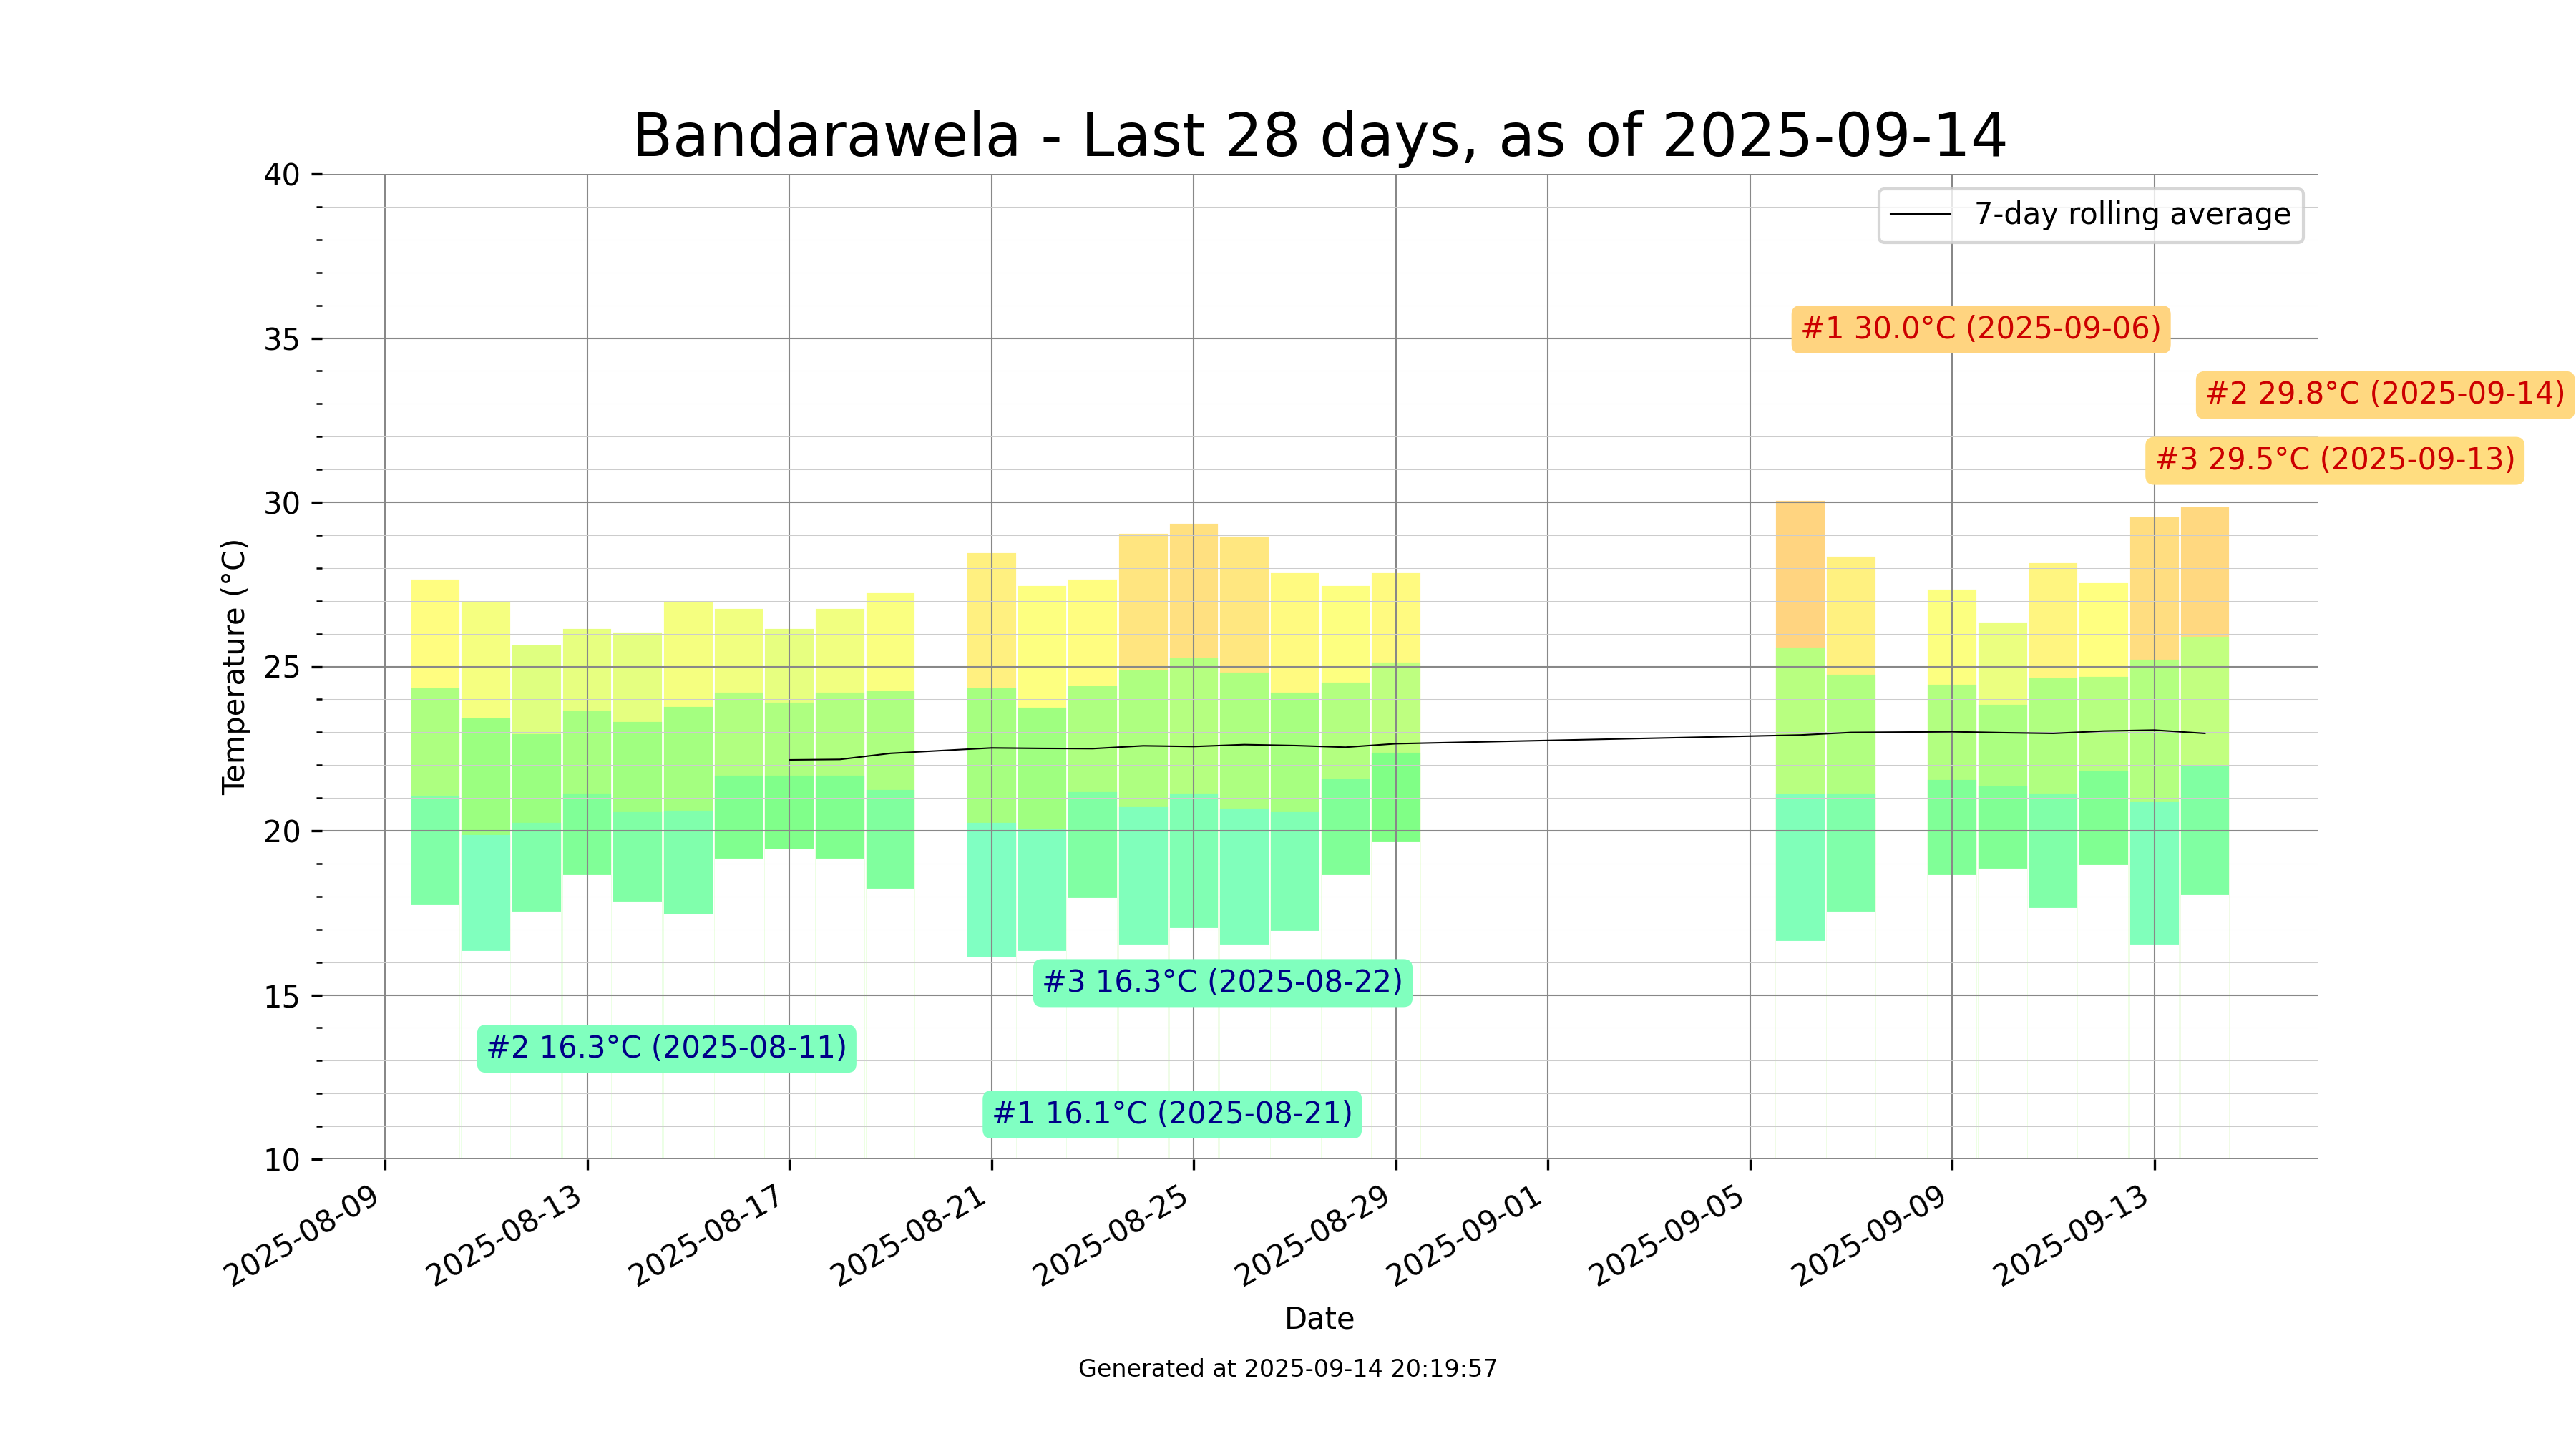 Bandarawela - Last 28 days, as of 2025-09-14
7-day rolling average
40
35
30
25
20
15
10
Temperature (°C)
#1 30.0°C (2025-09-06)
#2 29.8°C (2025-09-14)
#3 29.5°C (2025-09-13)
#3 16.3°C (2025-08-22)
#2 16.3°C (2025-08-11)
#1 16.1°C (2025-08-21)
2025-08-09
2025-08-13
2025-08-17
2025-08-21
2025-08-25
2025-08-29
2025-09-01
2025-09-05
2025-09-09
2025-09-13
Date
Generated at 2025-09-14 20:19:57